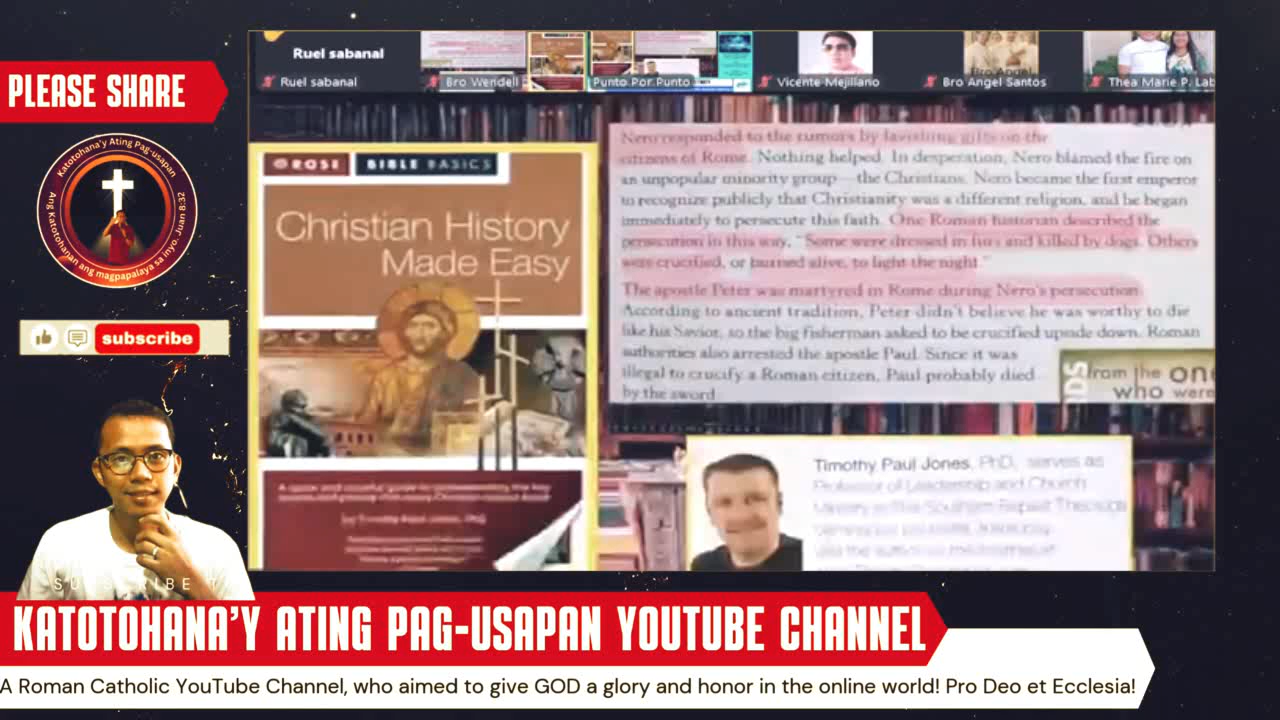 PLEASE SHARE
Katotohana'y Ating Pag-usapan
Ang Katotohanan ang magpapalaya sa inyo. Juan 8:32
subscribe
SUBSCRIBE T
Ruel sabanal
Ruel sabanal
Bro Wendell
Punto Por Punto
Vicente Mejillano
Bro Angel Santos
Thea Marie P. Lab
ROSE BIBLE BASICS
Christian History
Made Easy
by Timothy Paul Jones, PhD
Nero responded to the rumors by lavishing gifts on the
citizens of Rome. Nothing helped. In desperation, Nero blamed the fire on
an unpopular minority group—the Christians. Nero became the first emperor
to recognize publicly that Christianity was a different religion, and he began
immediately to persecute this faith. One Roman historian described the
persecution in this way, "Some were dressed in furs and killed by dogs. Others
were crucified, or burned alive, to light the night."
The apostle Peter was martyred in Rome during Nero's persecution.
According to ancient tradition, Peter didn't believe he was worthy to die
like his Savior, so the big fisherman asked to be crucified upside down. Roman
authorities also arrested the apostle Paul. Since it was
illegal to crucify a Roman citizen, Paul probably died
by the sword
from the one
who were
Timothy Paul Jones, PhD, serves as
Professor of Leadership and Church
KATOTOHANA'Y ATING PAG-USAPAN YOUTUBE CHANNEL
A Roman Catholic YouTube Channel, who aimed to give GOD a glory and honor in the online world! Pro Deo et Ecclesia!